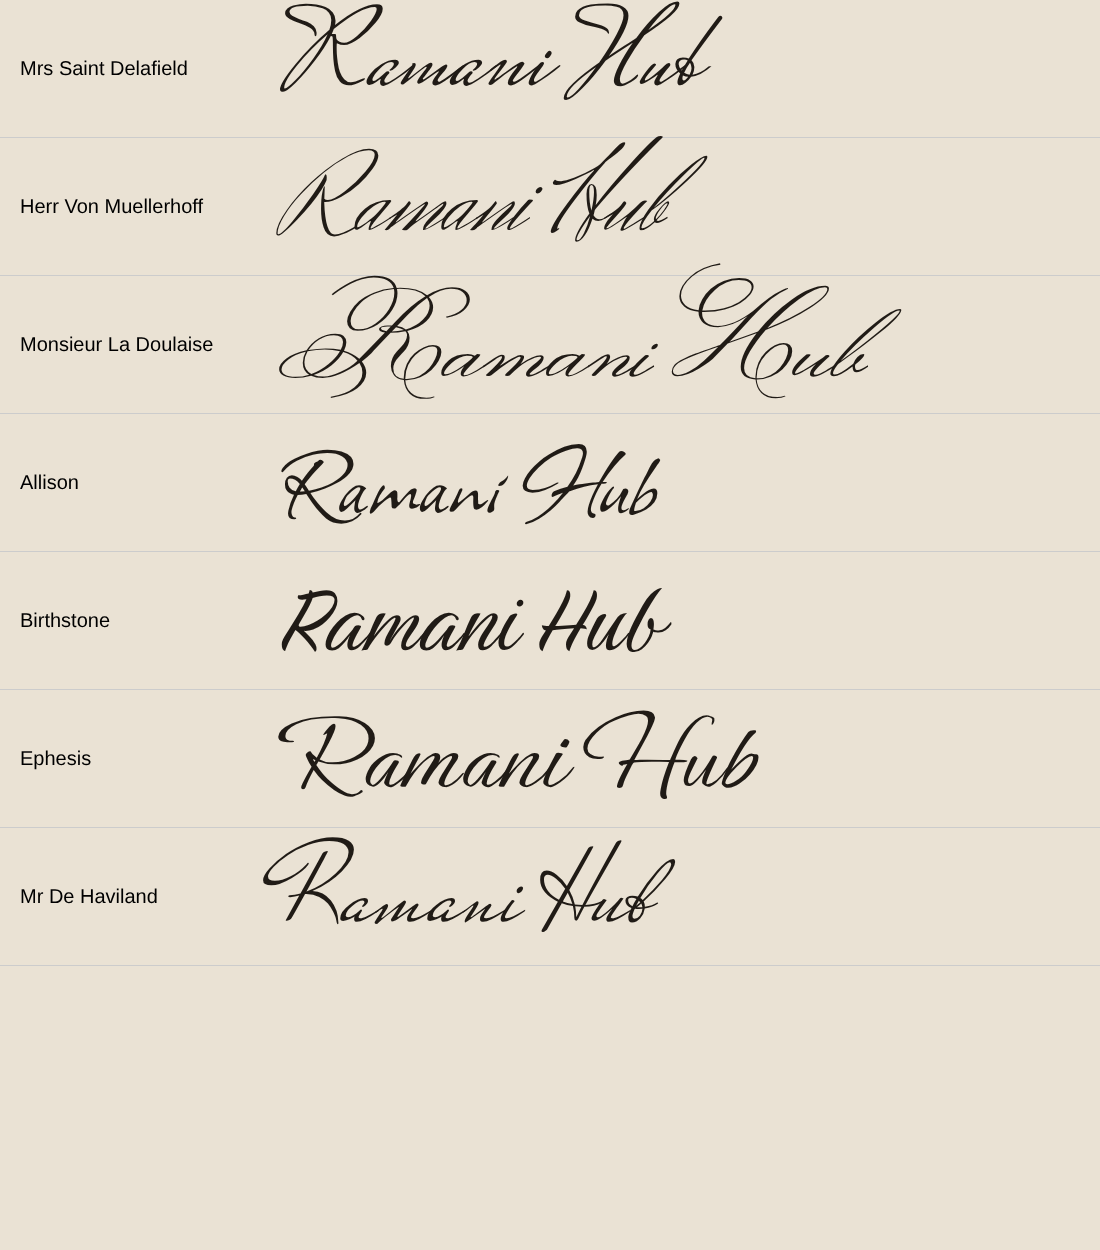 Mrs Saint Delafield Ramani Hub
Herr Von Muellerhoff Ramani Hub
Monsieur La Doulaise Ramani Hub
Allison Ramani Hub
Birthstone Ramani Hub
Ephesis Ramani Hub
Mr De Haviland Ramani Hub